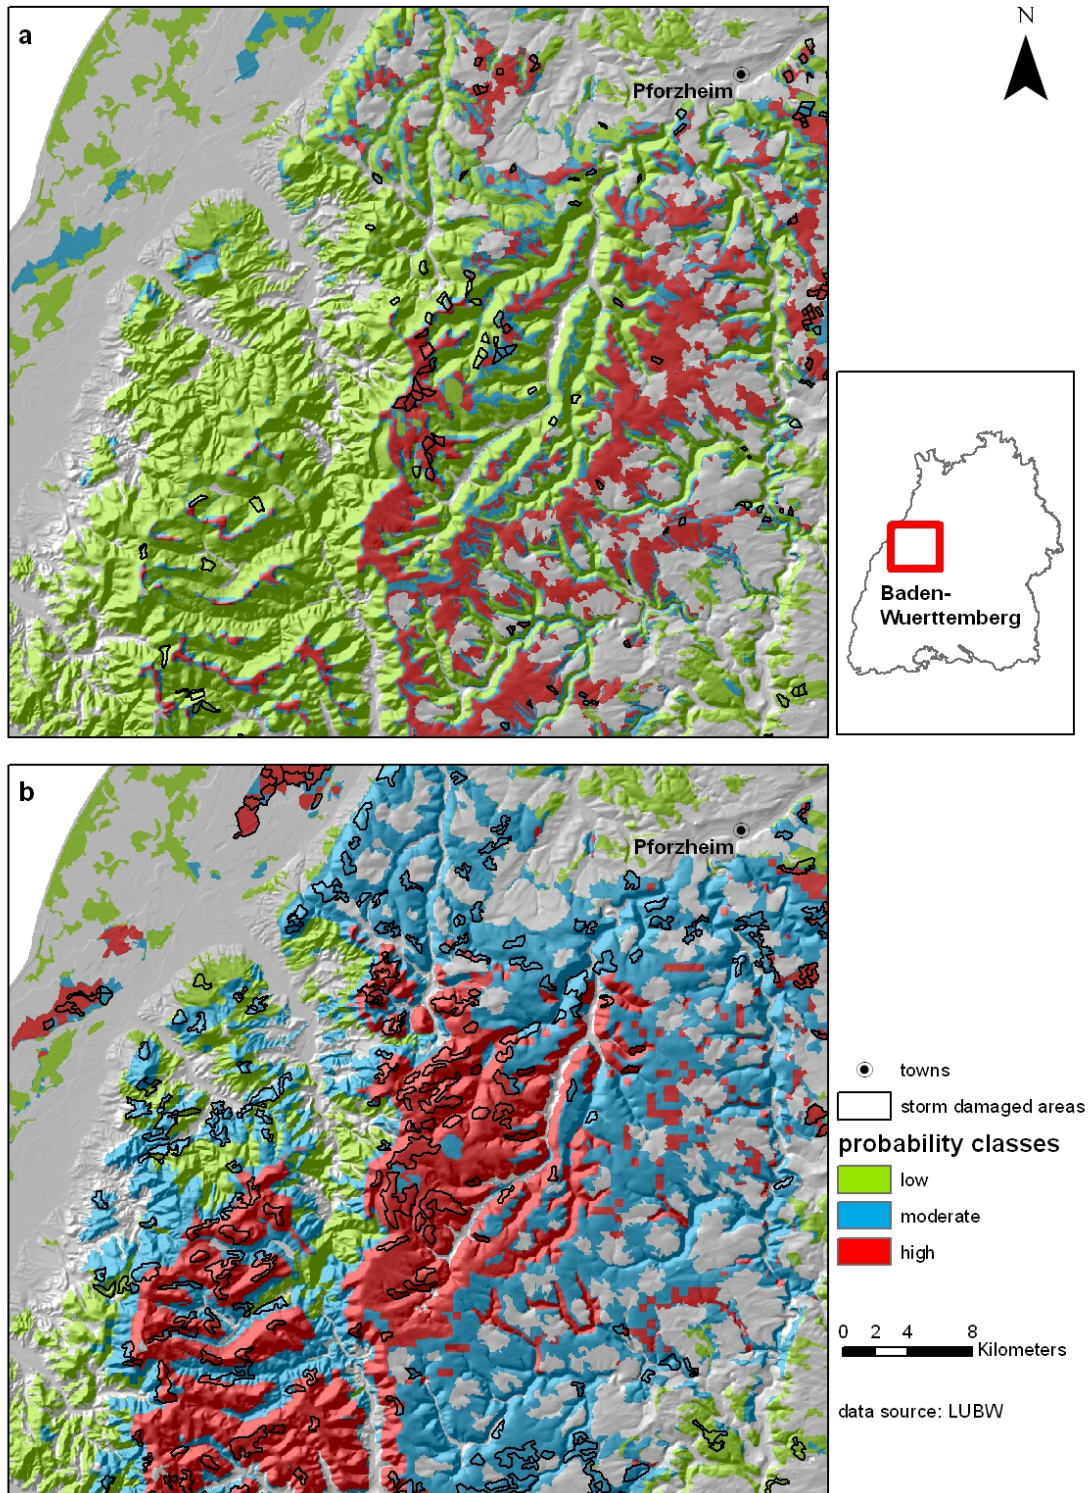 a
N
Pforzheim
Baden-
Wuerttemberg
b
Pforzheim
towns
storm damaged areas
probability classes
low
moderate
high
0 2 4 8
Kilometers
data source: LUBW